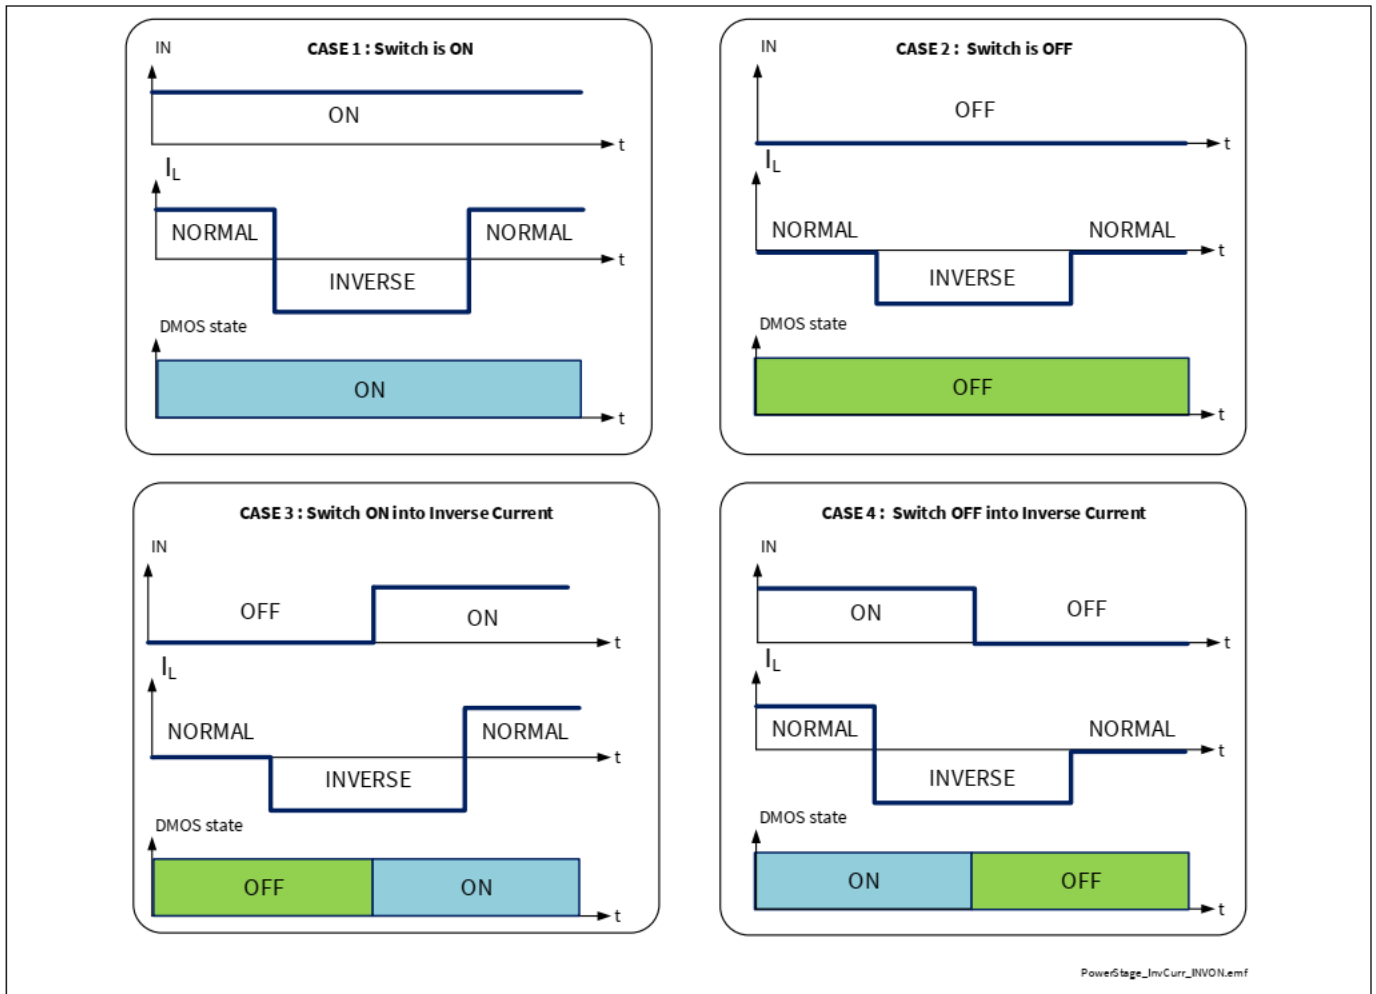 IN
CASE 1 : Switch is ON
ON
t
IL
NORMAL
NORMAL
t
INVERSE
DMOS state
ON
t
IN
CASE 2 : Switch is OFF
OFF
t
IL
NORMAL
NORMAL
t
INVERSE
DMOS state
OFF
t
CASE 3 : Switch ON into Inverse Current
IN
OFF
ON
t
IL
NORMAL
NORMAL
t
INVERSE
DMOS state
OFF
ON
t
CASE 4 : Switch OFF into Inverse Current
IN
ON
OFF
t
IL
NORMAL
NORMAL
t
INVERSE
DMOS state
ON
OFF
t
PowerStage_InvCurr_INVON.emf